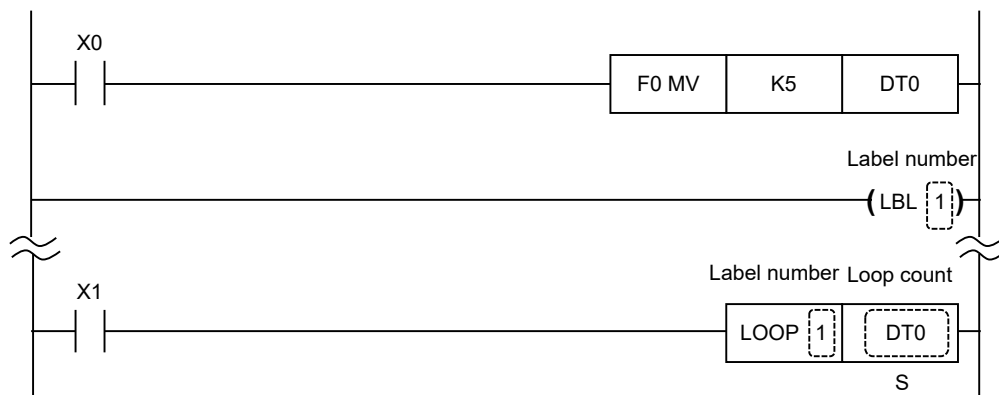 X0
F0 MV K5 DT0
Label number
( LBL 1 )
Label number Loop count
X1
LOOP 1 DT0
S